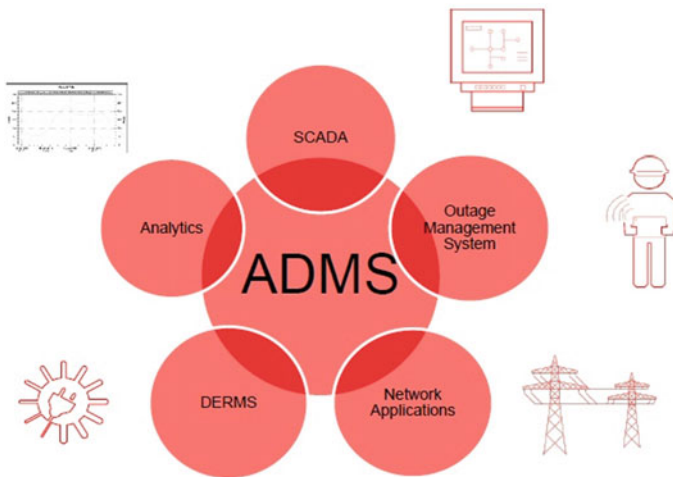 SCADA
Analytics
Outage
Management
System
ADMS
DERMS
Network
Applications